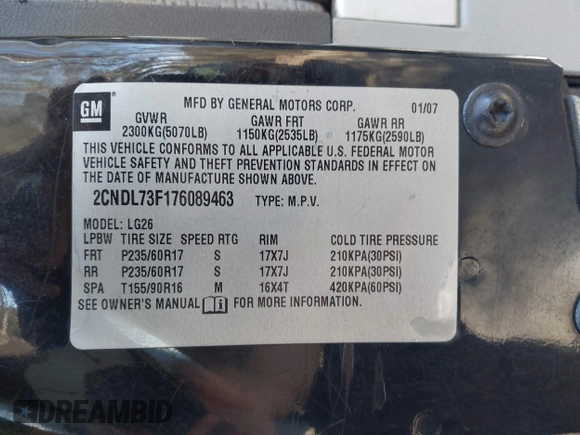 GM
MFD BY GENERAL MOTORS CORP. 01/07
GVWR GAWR FRT GAWR RR
2300KG(5070LB) 1150KG(2535LB) 1175KG(2590LB)
THIS VEHICLE CONFORMS TO ALL APPLICABLE U.S. FEDERAL MOTOR
VEHICLE SAFETY AND THEFT PREVENTION STANDARDS IN EFFECT ON
THE DATE OF MANUFACTURE SHOWN ABOVE.
2CNDL73F176089463 TYPE: M.P.V.
MODEL: LG26
LPBW TIRE SIZE SPEED RTG RIM COLD TIRE PRESSURE
FRT P235/60R17 S 17X7J 210KPA(30PSI)
RR P235/60R17 S 17X7J 210KPA(30PSI)
SPA T155/90R16 M 16X4T 420KPA(60PSI)
SEE OWNER'S MANUAL FOR MORE INFORMATION.
DREAMBID